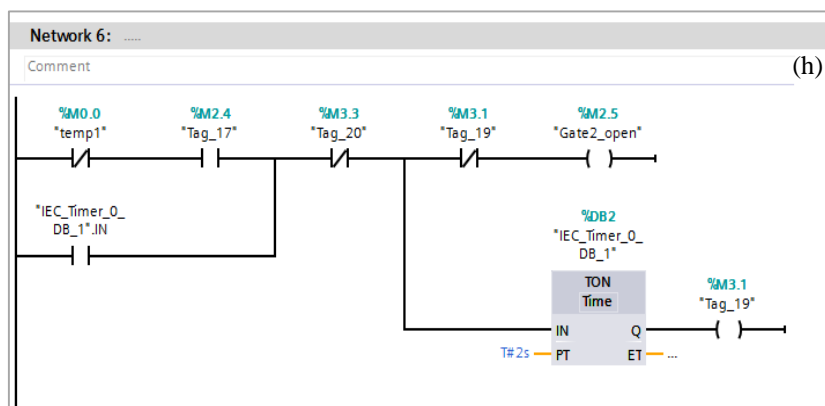 Network 6: .....
Comment
(h)
%M0.0 %M2.4 %M3.3 %M3.1 %M2.5
"temp1" "Tag_17" "Tag_20" "Tag_19" "Gate2_open"
"IEC_Timer_0_
DB_1".IN
%DB2
"IEC_Timer_0_
DB_1"
TON
Time
%M3.1
"Tag_19"
IN Q
T#2s PT ET ...